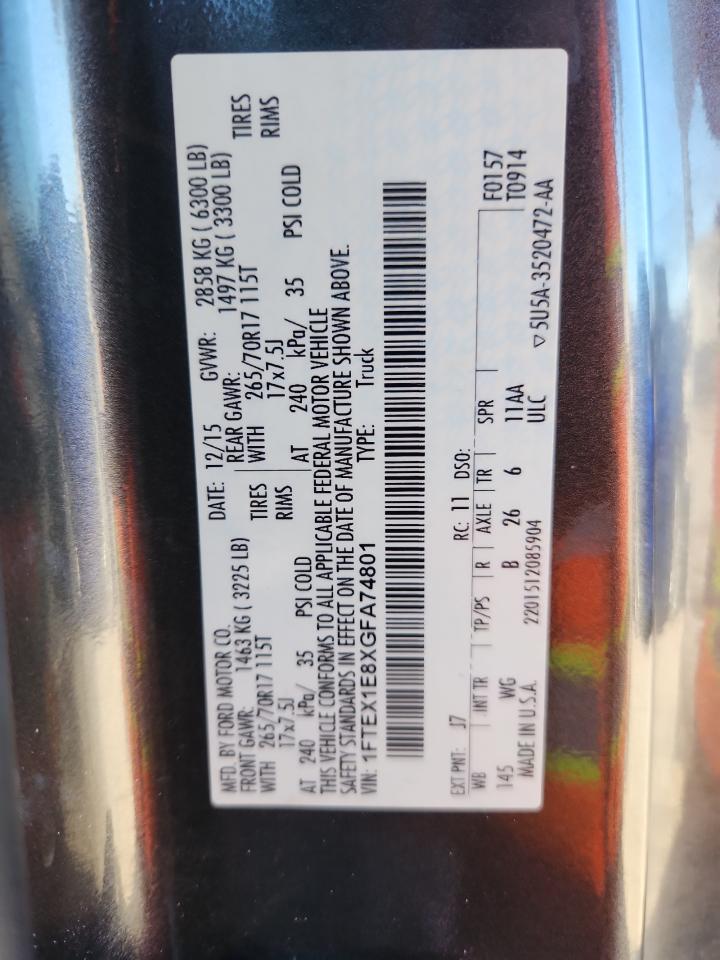 MFD. BY FORD MOTOR CO.
DATE: 12/15 GVWR: 2858 KG ( 6300 LB)
FRONT GAWR: 1463 KG ( 3225 LB) REAR GAWR: 1497 KG ( 3300 LB)
WITH 265/70R17 115T TIRES WITH 265/70R17 115T TIRES
17x7.5J RIMS 17x7.5J RIMS
AT 240 kPa/ 35 PSI COLD AT 240 kPa/ 35 PSI COLD
THIS VEHICLE CONFORMS TO ALL APPLICABLE FEDERAL MOTOR VEHICLE
SAFETY STANDARDS IN EFFECT ON THE DATE OF MANUFACTURE SHOWN ABOVE.
VIN: 1FTEX1E8XGFA74801 TYPE: Truck
EXT PNT: J7 RC: 11 DSO:
WB INT TR TP/PS R AXLE TR SPR F0157
145 WG B 26 6 11AA T0914
MADE IN U.S.A. 2201512085904 ULC ▽5U5A-3520472-AA